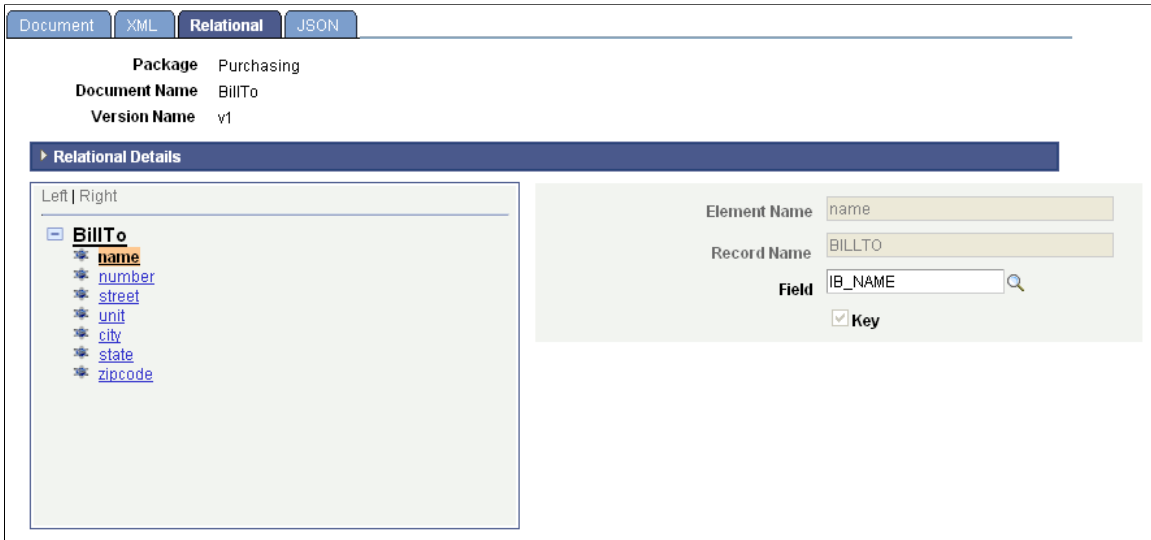 Document XML Relational JSON
Package Purchasing
Document Name BillTo
Version Name v1
Relational Details
Left | Right
BillTo
name
number
street
unit
city
state
zipcode
Element Name name
Record Name BILLTO
Field IB_NAME
Key